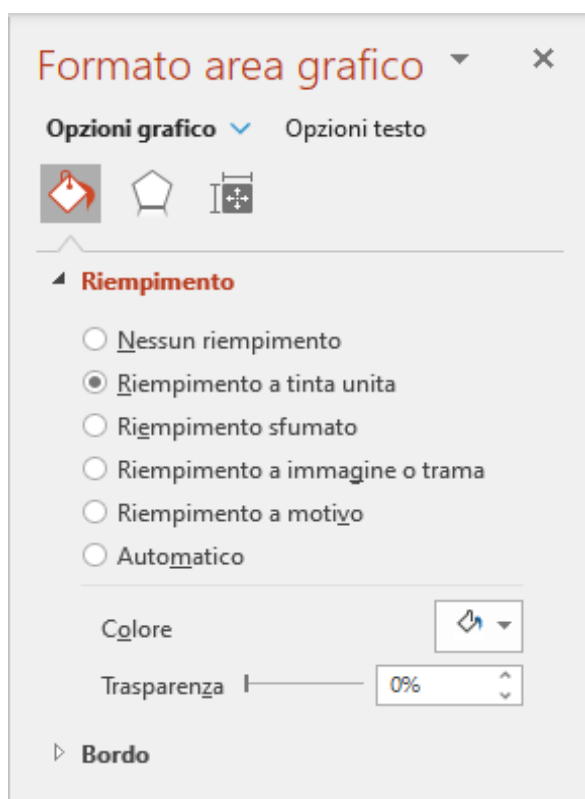 Formato area grafico
Opzioni grafico Opzioni testo
Riempimento
Nessun riempimento
Riempimento a tinta unita
Riempimento sfumato
Riempimento a immagine o trama
Riempimento a motivo
Automatico
Colore
Trasparenza 0%
Bordo